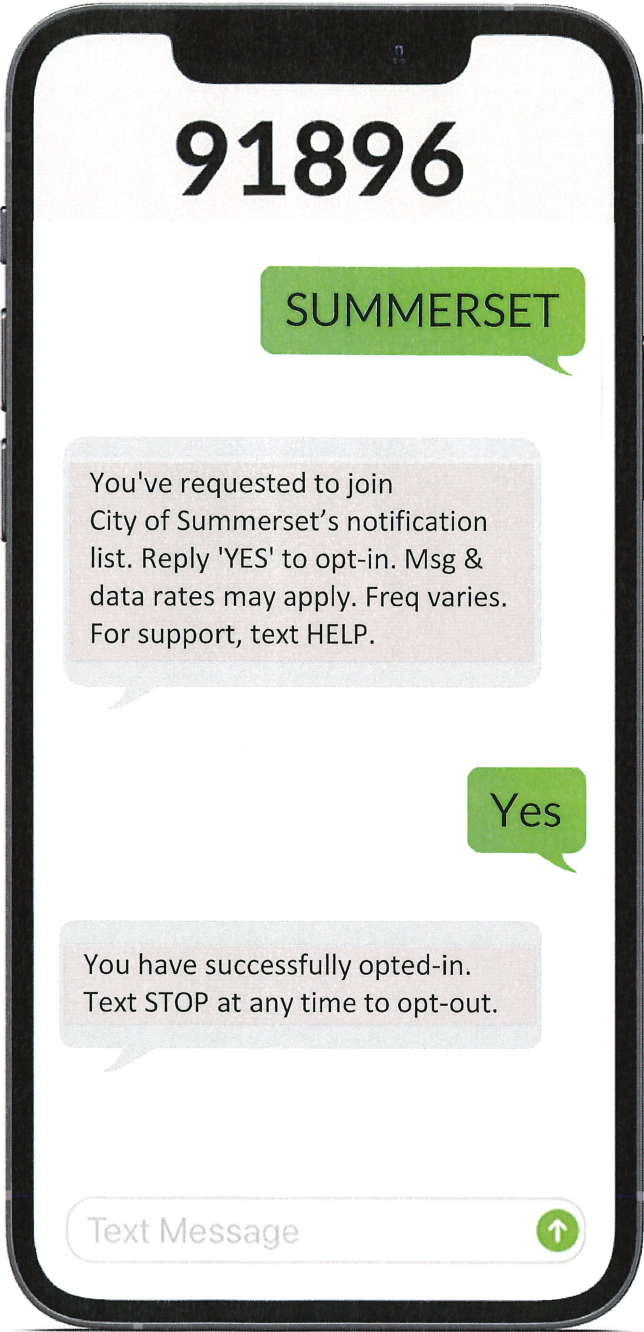 91896
SUMMERSET
You've requested to join
City of Summerset’s notification
list. Reply 'YES' to opt-in. Msg &
data rates may apply. Freq varies.
For support, text HELP.
Yes
You have successfully opted-in.
Text STOP at any time to opt-out.
Text Message